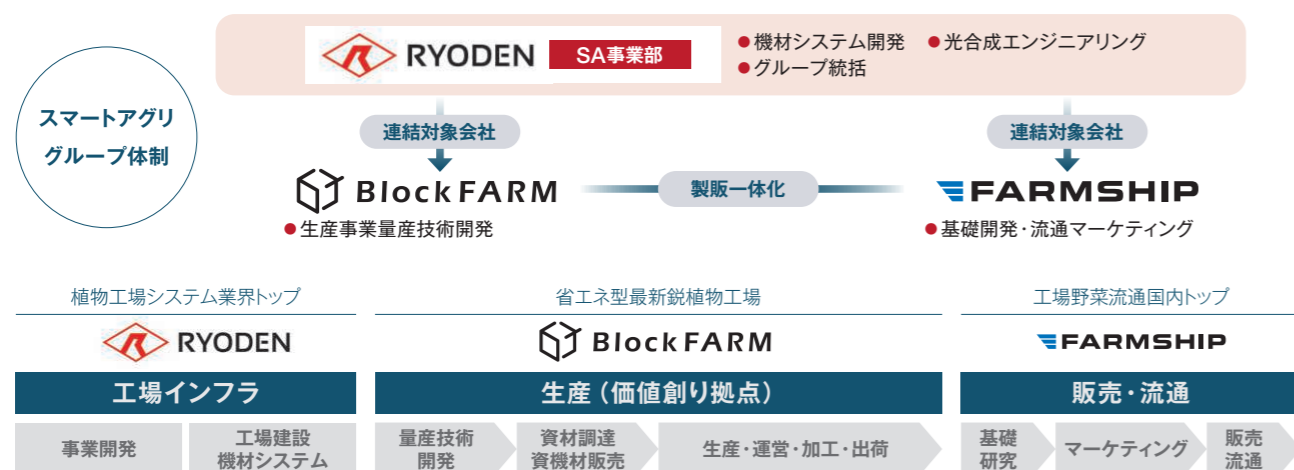 RYODEN SA事業部
●機材システム開発 ●光合成エンジニアリング
●グループ統括
スマートアグリ
グループ体制
連結対象会社
連結対象会社
BlockFARM
製販一体化
FARMSHIP
●生産事業量産技術開発
●基礎開発・流通マーケティング
植物工場システム業界トップ
RYODEN
工場インフラ
事業開発
工場建設
機材システム
省エネ型最新鋭植物工場
BlockFARM
生産（価値創り拠点）
量産技術
開発
資材調達
資機材販売
生産・運営・加工・出荷
工場野菜流通国内トップ
FARMSHIP
販売・流通
基礎
研究
マーケティング
販売
流通